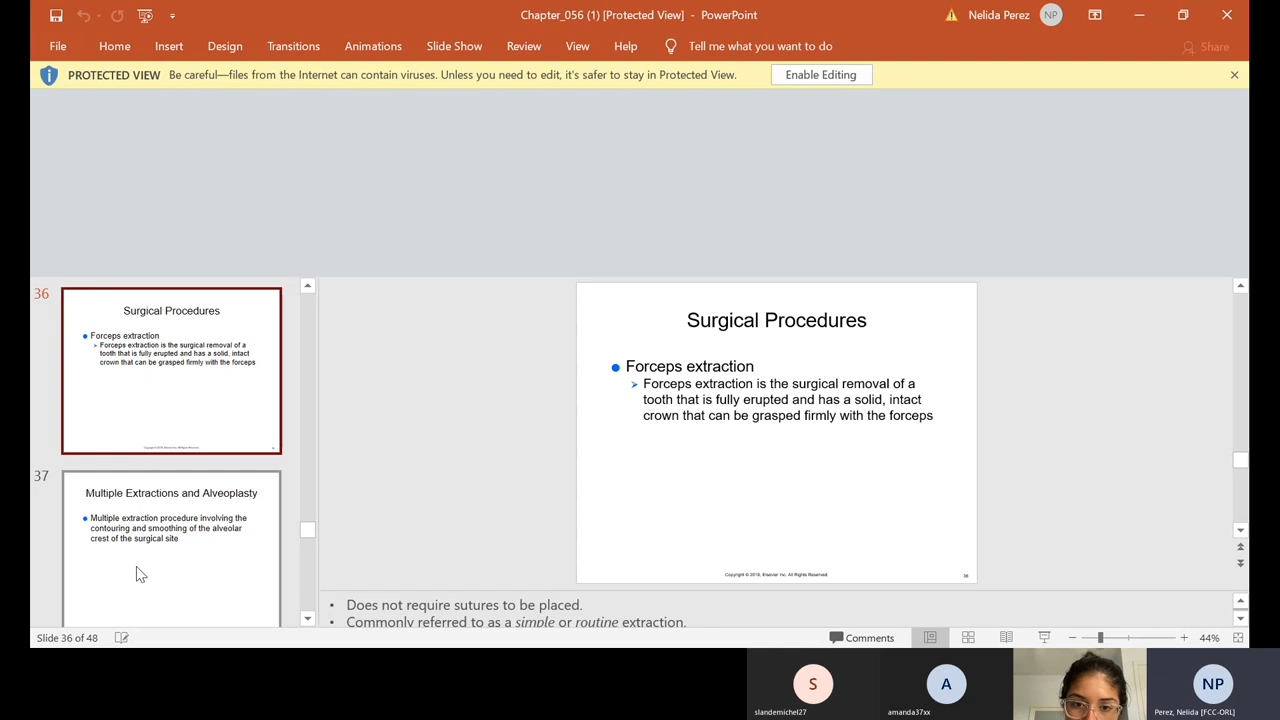 Chapter_056 (1) [Protected View] - PowerPoint
Nelida Perez
NP
File Home Insert Design Transitions Animations Slide Show Review View Help Tell me what you want to do Share
PROTECTED VIEW Be careful—files from the Internet can contain viruses. Unless you need to edit, it's safer to stay in Protected View. Enable Editing
36
Surgical Procedures
Forceps extraction
Forceps extraction is the surgical removal of a
tooth that is fully erupted and has a solid, intact
crown that can be grasped firmly with the forceps
37
Multiple Extractions and Alveoplasty
Multiple extraction procedure involving the
contouring and smoothing of the alveolar
crest of the surgical site
Surgical Procedures
Forceps extraction
Forceps extraction is the surgical removal of a
tooth that is fully erupted and has a solid, intact
crown that can be grasped firmly with the forceps
Copyright © 2018, Elsevier Inc. All Rights Reserved.
• Does not require sutures to be placed.
• Commonly referred to as a simple or routine extraction.
Slide 36 of 48
Comments
44%
S
slandemichel27
A
amanda37xx
NP
Perez, Nelida [FCC-ORL]